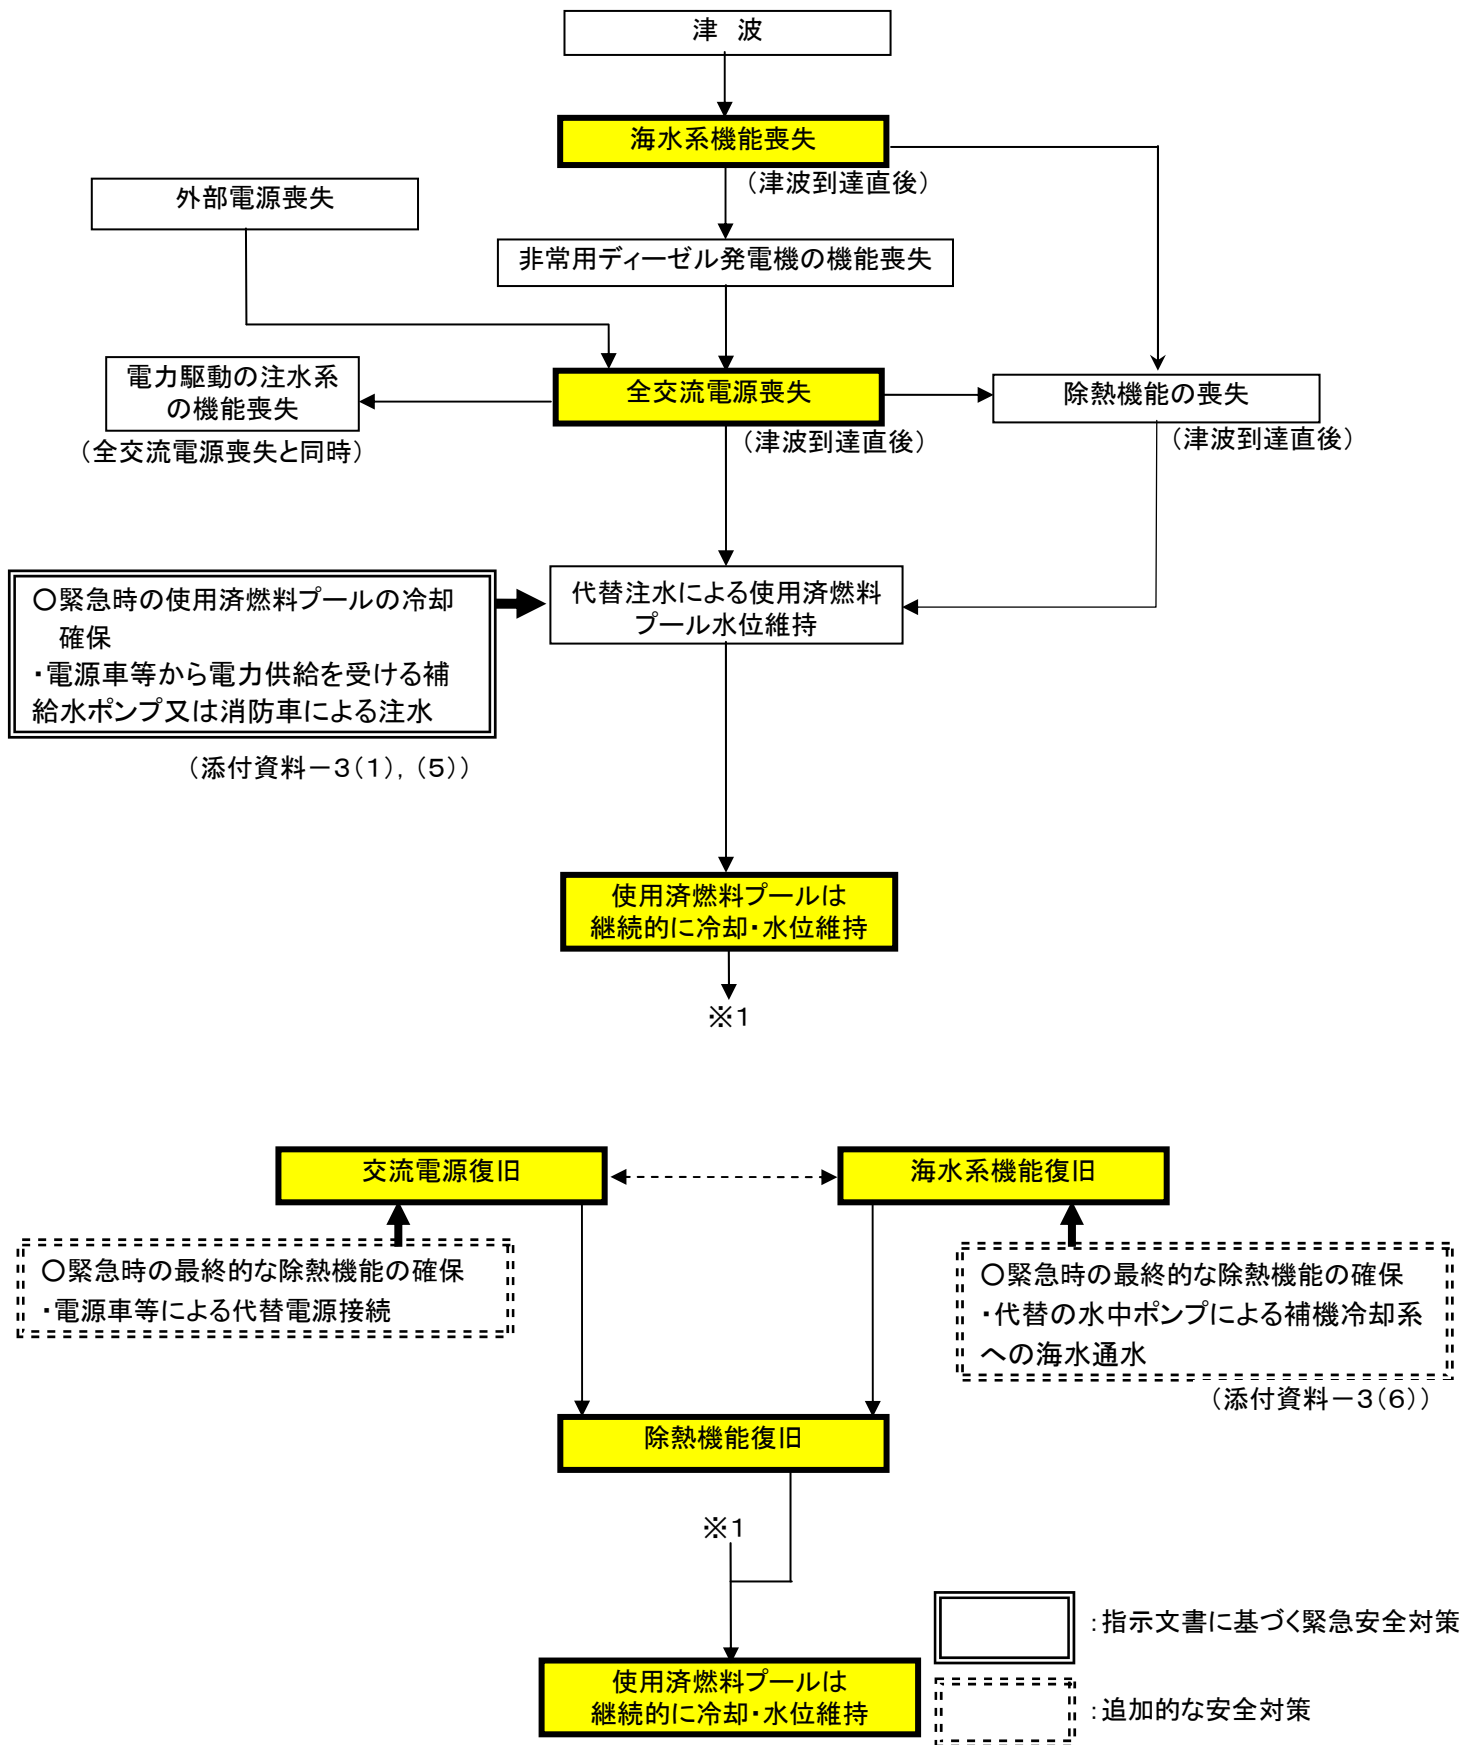 津 波
海水系機能喪失
(津波到達直後)
外部電源喪失
非常用ディーゼル発電機の機能喪失
電力駆動の注水系
の機能喪失
(全交流電源喪失と同時)
全交流電源喪失
(津波到達直後)
除熱機能の喪失
(津波到達直後)
○緊急時の使用済燃料プールの冷却
確保
・電源車等から電力供給を受ける補
給水ポンプ又は消防車による注水
(添付資料-3(1),(5))
代替注水による使用済燃料
プール水位維持
使用済燃料プールは
継続的に冷却・水位維持
※1
交流電源復旧
海水系機能復旧
○緊急時の最終的な除熱機能の確保
・電源車等による代替電源接続
○緊急時の最終的な除熱機能の確保
・代替の水中ポンプによる補機冷却系
への海水通水
(添付資料-3(6))
除熱機能復旧
※1
使用済燃料プールは
継続的に冷却・水位維持
:指示文書に基づく緊急安全対策
:追加的な安全対策